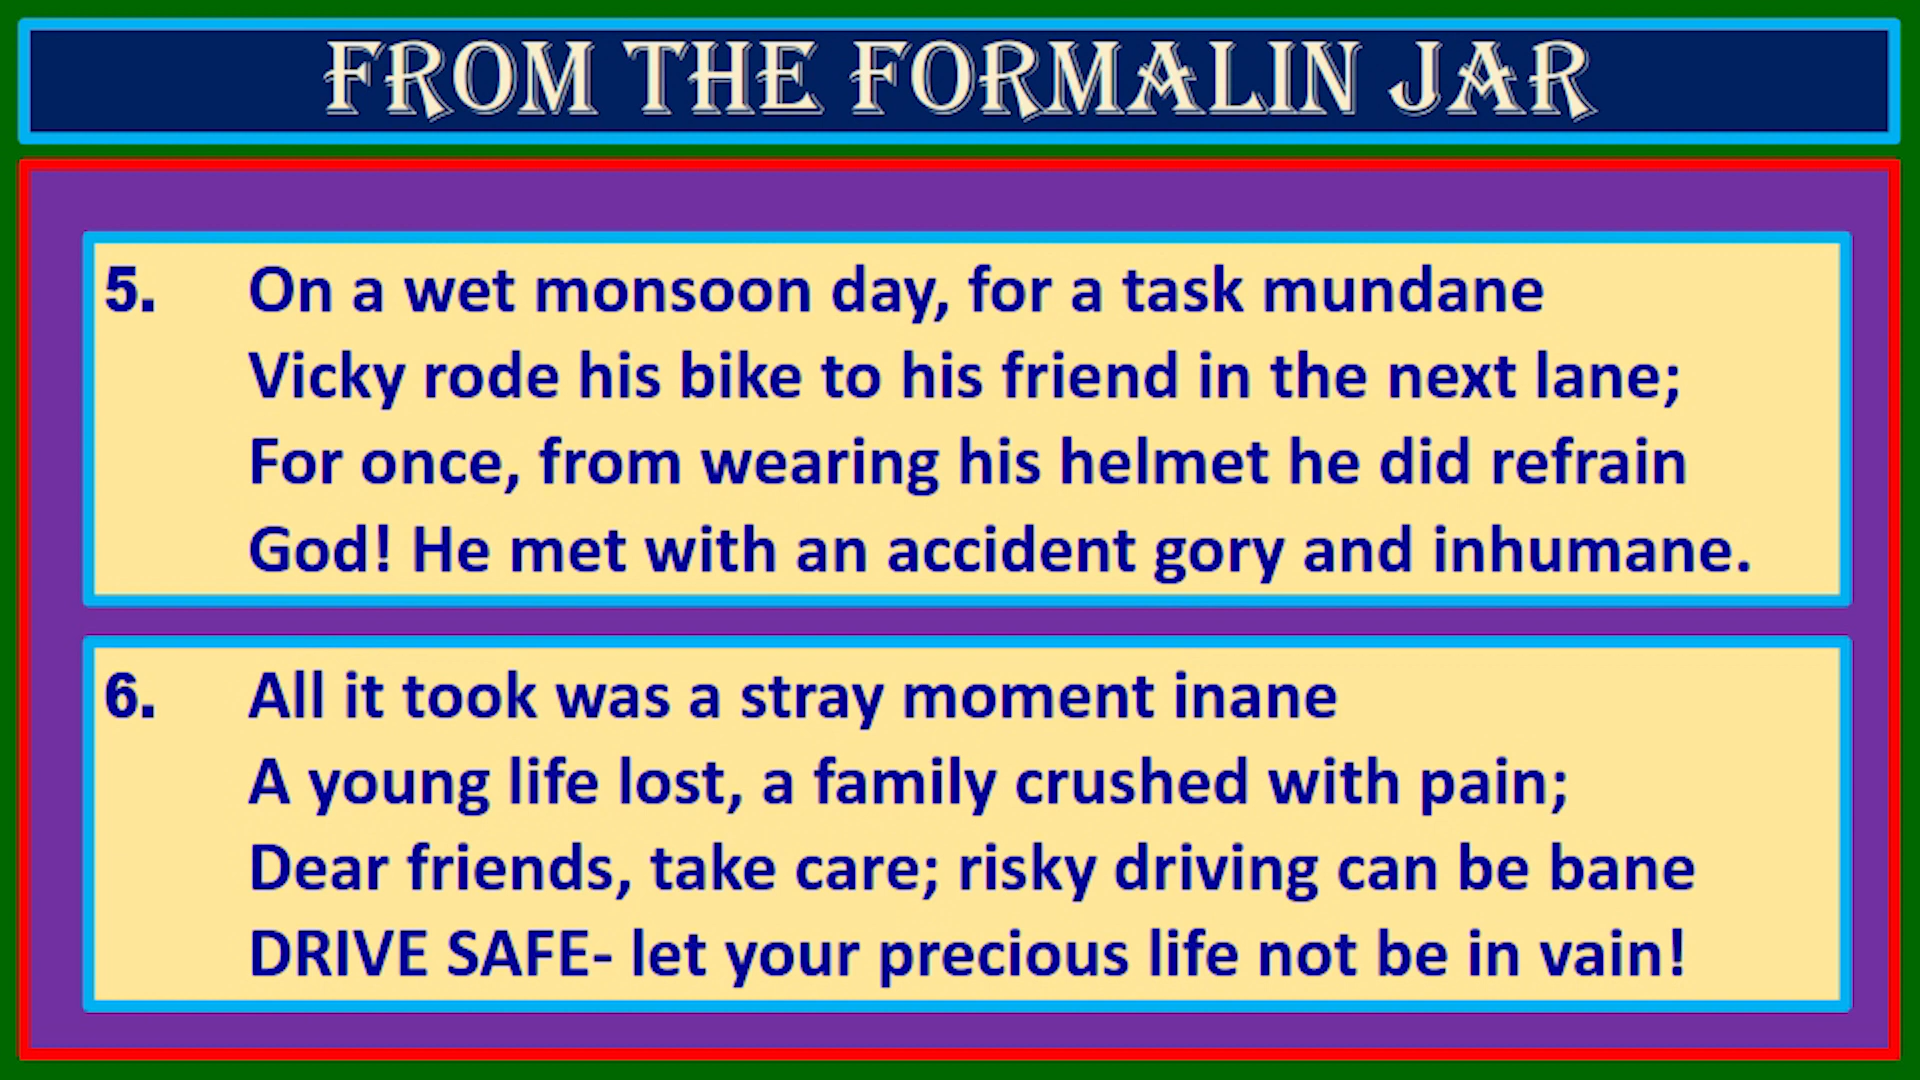 FROM THE FORMALIN JAR
5. On a wet monsoon day, for a task mundane
Vicky rode his bike to his friend in the next lane;
For once, from wearing his helmet he did refrain
God! He met with an accident gory and inhumane.
6. All it took was a stray moment inane
A young life lost, a family crushed with pain;
Dear friends, take care; risky driving can be bane
DRIVE SAFE- let your precious life not be in vain!